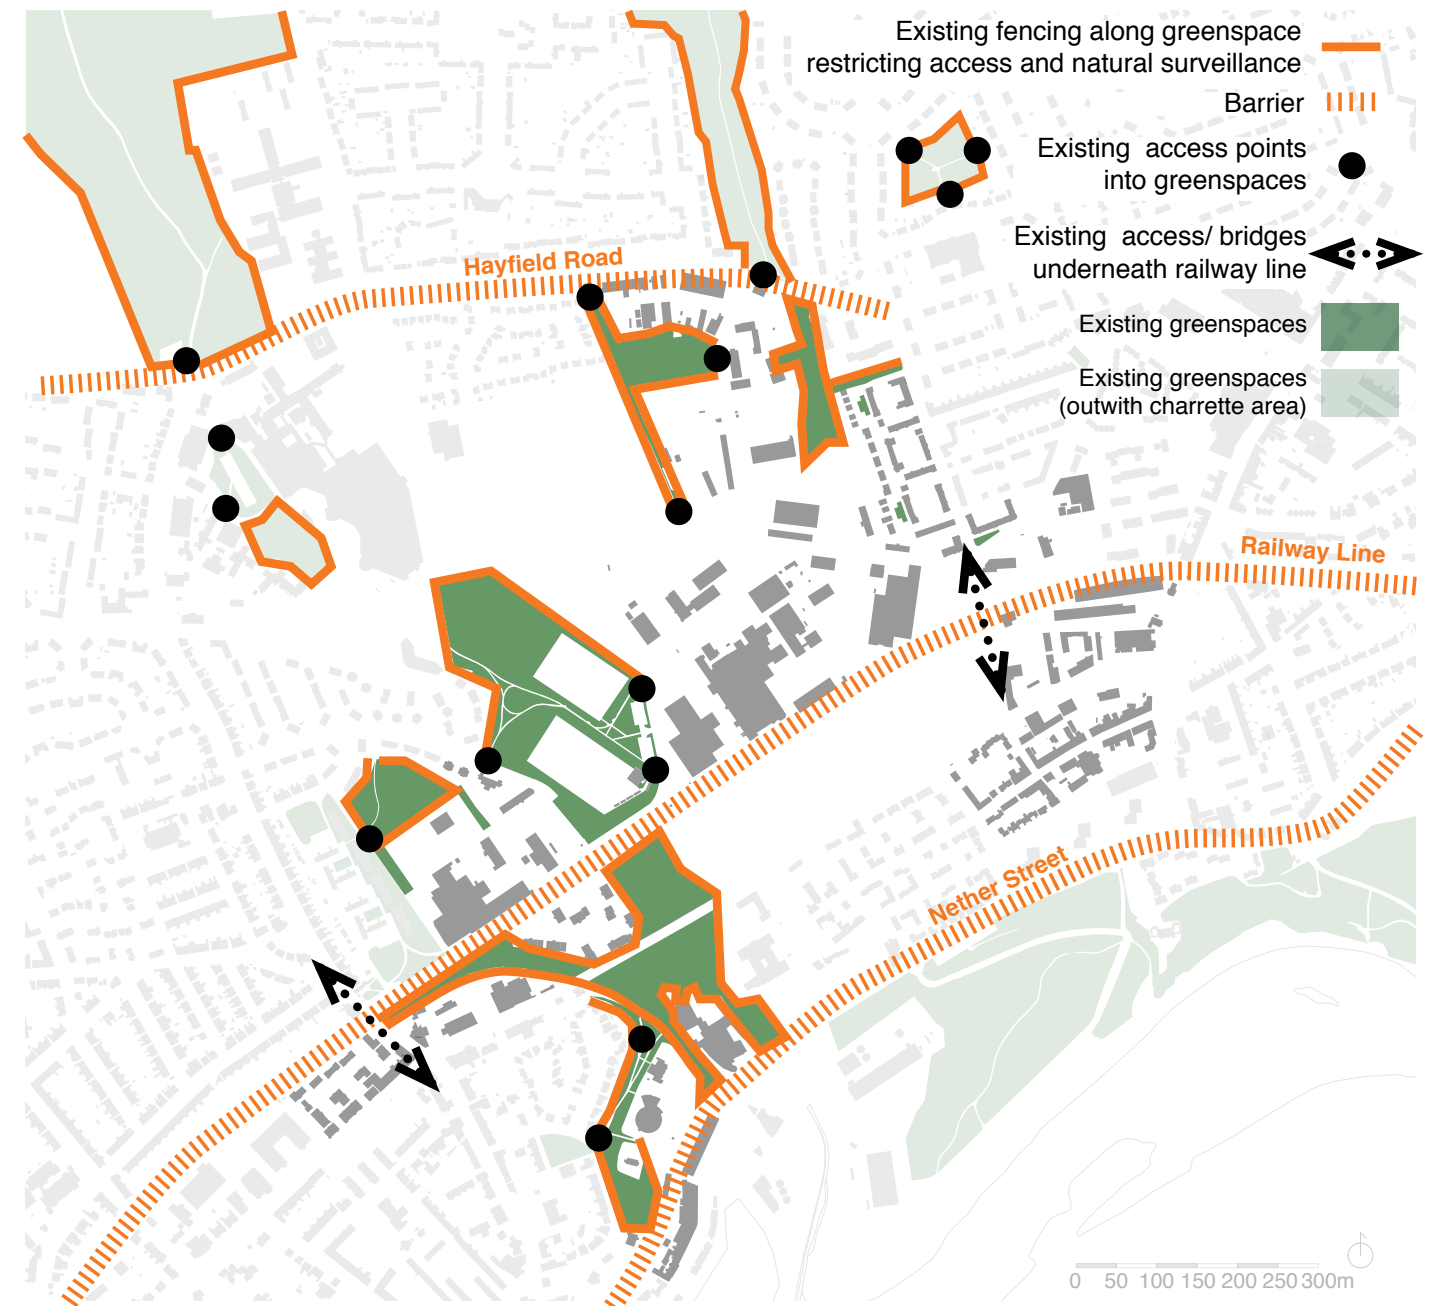 Existing fencing along greenspace
restricting access and natural surveillance
Barrier
Existing access points
into greenspaces
Existing access/ bridges
underneath railway line
Existing greenspaces
Existing greenspaces
(outwith charrette area)
Hayfield Road
Railway Line
Nether Street
0 50 100 150 200 250 300m